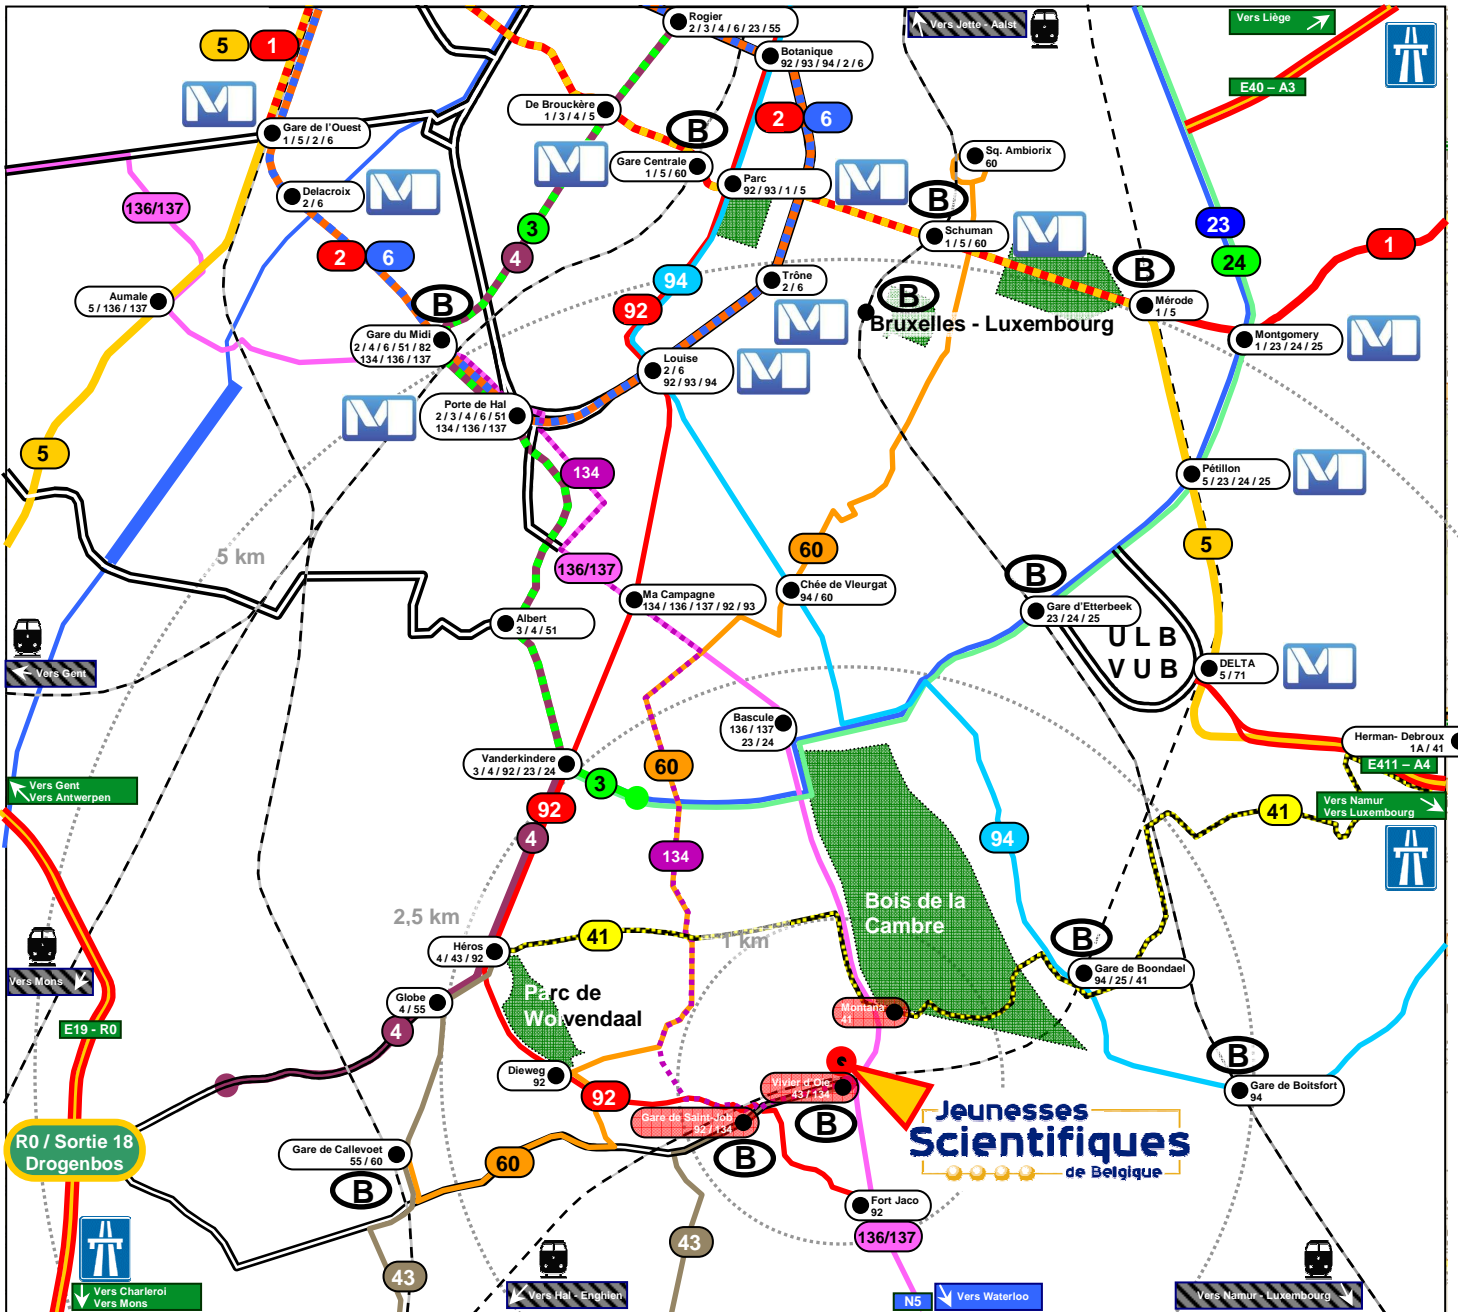 Rogier
2 / 3 / 4 / 6 / 23 / 55
Vers Jette - Aalst
Vers Liège
5
1
Botanique
92 / 93 / 94 / 2 / 6
E40 – A3
M
De Brouckère
1 / 3 / 4 / 5
2
6
Gare de l'Ouest
1 / 5 / 2 / 6
B
M
Gare Centrale
1 / 5 / 60
Sq. Ambiorix
60
Parc
92 / 93 / 1 / 5
M
Delacroix
2 / 6
M
B
136/137
3
4
Schuman
1 / 5 / 60
M
23
24
1
2
6
B
94
Trône
2 / 6
B
Aumale
5 / 136 / 137
B
92
Mérode
1 / 5
Bruxelles - Luxembourg
M
Gare du Midi
2 / 4 / 6 / 51 / 82
134 / 136 / 137
Montgomery
1 / 23 / 24 / 25
M
Louise
2 / 6
92 / 93 / 94
M
Porte de Hal
2 / 3 / 4 / 6 / 51
134 / 136 / 137
M
5
134
Pétillon
5 / 23 / 24 / 25
M
5 km
60
5
136/137
B
Ma Campagne
134 / 136 / 137 / 92 / 93
Chée de Vleurgat
94 / 60
Gare d'Etterbeek
23 / 24 / 25
Albert
3 / 4 / 51
U L B
V U B
DELTA
5 / 71
M
Vers Gent
Bascule
136 / 137
23 / 24
Herman- Debroux
1A / 41
E411 – A4
Vanderkindere
3 / 4 / 92 / 23 / 24
60
3
Vers Gent
Vers Antwerpen
92
4
Vers Namur
Vers Luxembourg
41
94
134
Bois de la
Cambre
2,5 km
41
1 km
B
Héros
4 / 43 / 92
Gare de Boondael
94 / 25 / 41
Vers Mons
Parc de
Wolvendaal
Globe
4 / 55
Montana
41
E19 - R0
4
B
Dieweg
92
Vivier d'Oie
43 / 134
Gare de Boitsfort
94
92
Gare de Saint-Job
92 / 134
B
Jeunesses
Scientifiques
de Belgique
R0 / Sortie 18
Drogenbos
Gare de Callevoet
55 / 60
60
B
B
Fort Jaco
92
136/137
43
43
Vers Charleroi
Vers Mons
Vers Hal - Enghien
N5
Vers Waterloo
Vers Namur - Luxembourg